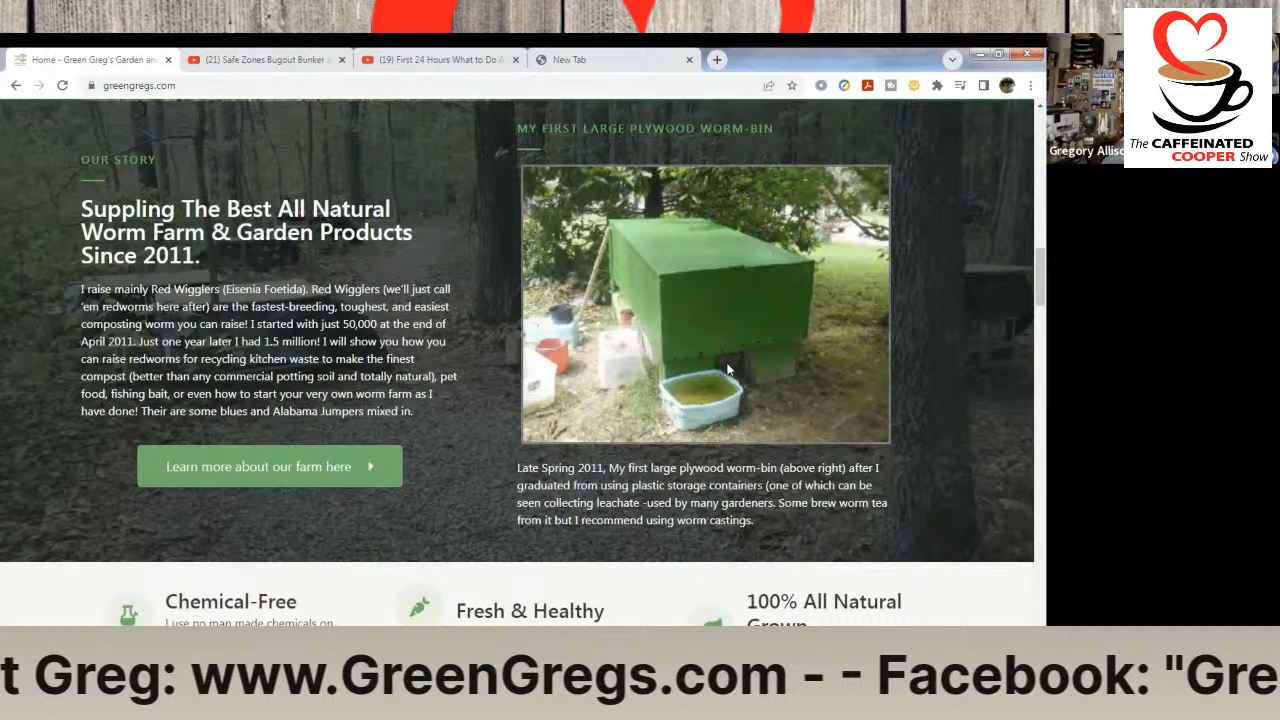 Home - Green Greg's Garden an
First 24 Hours What
greengregs.com
OUR STORY
Suppling The Best All Natural
Worm Farm & Garden Products
Since 2011.
I raise mainly Red Wigglers (Eisenia Foetida). Red Wigglers (we'll just call
'em redworms here after) are the fastest-breeding, toughest, and easiest
composting worm you can raise! I started with just 50,000 at the end of
April 2011. Just one year later I had 1.5 million! I will show you how you
can raise redworms for recycling kitchen waste to make the finest
compost (better than any commercial potting soil and totally natural), pet
food, fishing bait, or even how to start your very own worm farm as I
have done! Their are some blues and Alabama Jumpers mixed in.
Learn more about our farm here
MY FIRST LARGE PLYWOOD WORM-BIN
Late Spring 2011, My first large plywood worm-bin (above right) after I
graduated from using plastic storage containers (one of which can be
seen collecting leachate -used by many gardeners. Some brew worm tea
from it but I recommend using worm castings.
Chemical-Free
I use no man made chemicals on
Fresh & Healthy
100% All Natural
Grown
Gregory Allis
The CAFFEINATED
COOPER Show
t Greg: www.GreenGregs.com - - Facebook: "Gre